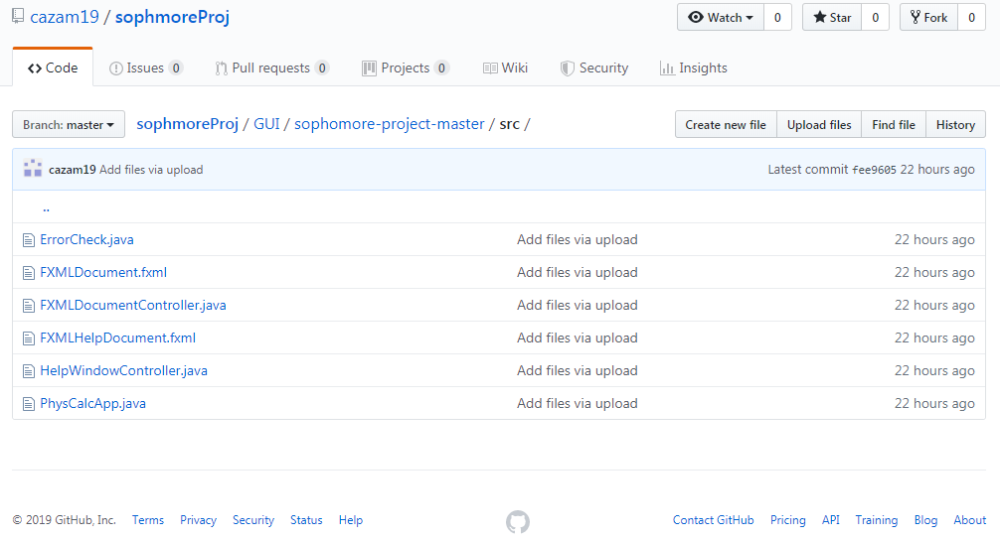 cazam19 / sophmoreProj Watch 0 Star 0 Fork 0
Code Issues 0 Pull requests 0 Projects 0 Wiki Security Insights
Branch: master sophmoreProj / GUI / sophomore-project-master / src / Create new file Upload files Find file History
cazam19 Add files via upload Latest commit fee9605 22 hours ago
..
ErrorCheck.java Add files via upload 22 hours ago
FXMLDocument.fxml Add files via upload 22 hours ago
FXMLDocumentController.java Add files via upload 22 hours ago
FXMLHelpDocument.fxml Add files via upload 22 hours ago
HelpWindowController.java Add files via upload 22 hours ago
PhysCalcApp.java Add files via upload 22 hours ago
© 2019 GitHub, Inc. Terms Privacy Security Status Help Contact GitHub Pricing API Training Blog About